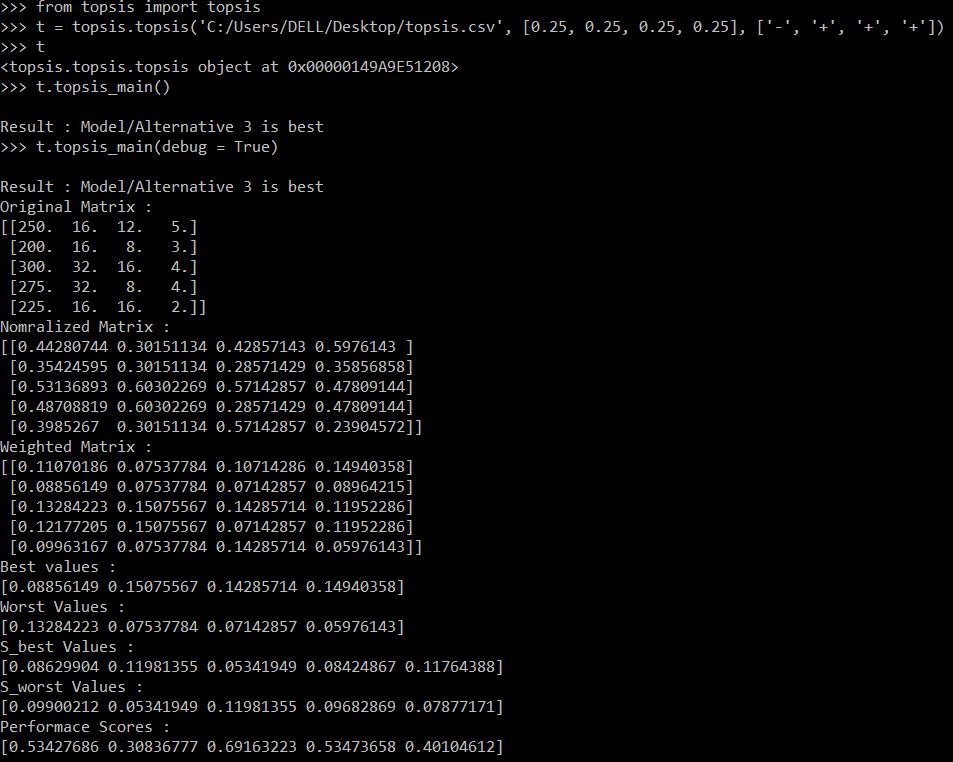 >>> from topsis import topsis
>>> t = topsis.topsis('C:/Users/DELL/Desktop/topsis.csv', [0.25, 0.25, 0.25, 0.25], ['-', '+', '+', '+'])
>>> t
<topsis.topsis.topsis object at 0x00000149A9E51208>
>>> t.topsis_main()
Result : Model/Alternative 3 is best
>>> t.topsis_main(debug = True)
Result : Model/Alternative 3 is best
Original Matrix :
[[250.  16.  12.   5.]
 [200.  16.   8.   3.]
 [300.  32.  16.   4.]
 [275.  32.   8.   4.]
 [225.  16.  16.   2.]]
Nomralized Matrix :
[[0.44280744 0.30151134 0.42857143 0.5976143 ]
 [0.35424595 0.30151134 0.28571429 0.35856858]
 [0.53136893 0.60302269 0.57142857 0.47809144]
 [0.48708819 0.60302269 0.28571429 0.47809144]
 [0.3985267  0.30151134 0.57142857 0.23904572]]
Weighted Matrix :
[[0.11070186 0.07537784 0.10714286 0.14940358]
 [0.08856149 0.07537784 0.07142857 0.08964215]
 [0.13284223 0.15075567 0.14285714 0.11952286]
 [0.12177205 0.15075567 0.07142857 0.11952286]
 [0.09963167 0.07537784 0.14285714 0.05976143]]
Best values :
[0.08856149 0.15075567 0.14285714 0.14940358]
Worst Values :
[0.13284223 0.07537784 0.07142857 0.05976143]
S_best Values :
[0.08629904 0.11981355 0.05341949 0.08424867 0.11764388]
S_worst Values :
[0.09900212 0.05341949 0.11981355 0.09682869 0.07877171]
Performace Scores :
[0.53427686 0.30836777 0.69163223 0.53473658 0.40104612]